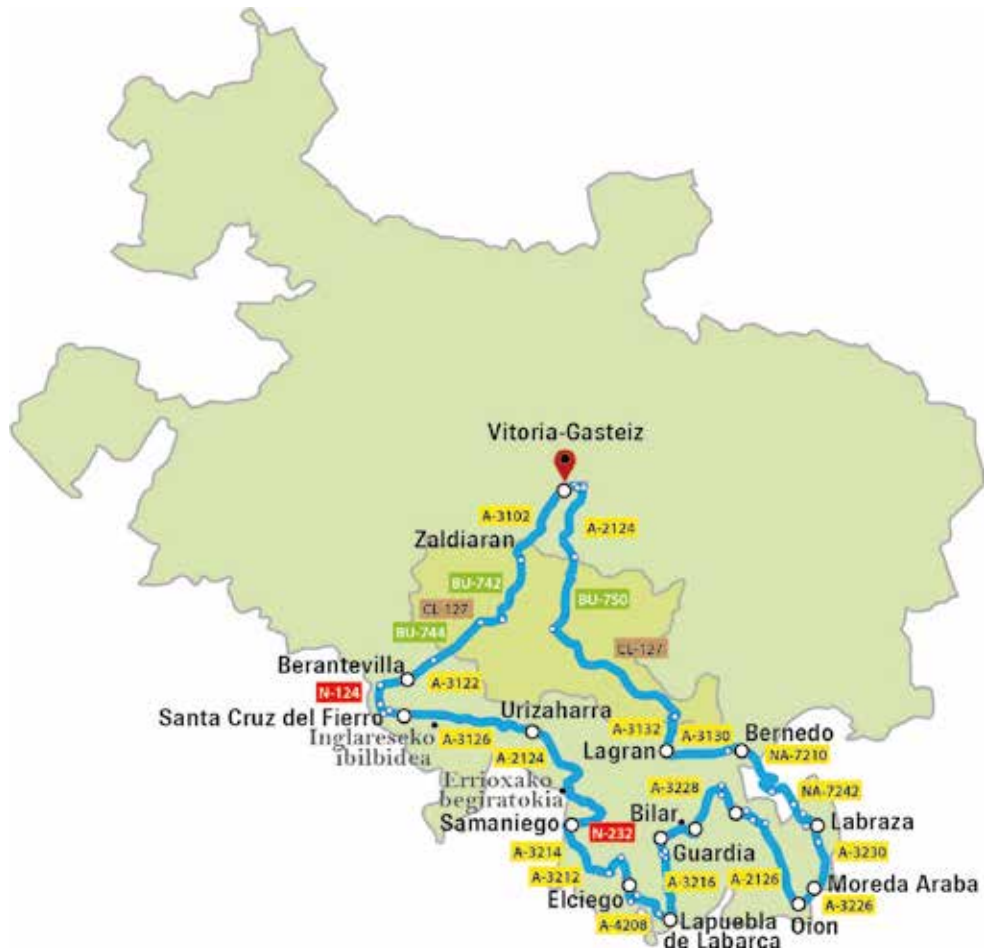 Vitoria-Gasteiz
A-3102
A-2124
Zaldiaran
BU-742
BU-750
CL-127
BU-744
CL-127
Berantevilla
A-3122
N-124
Santa Cruz del Fierro
Urizaharra
A-3132
A-3130
Bernedo
Inglareseko
ibilbidea
A-3126
A-2124
Lagran
NA-7210
Errioxako
begiratokia
A-3228
NA-7242
Samaniego
N-232
Bilar
Labraza
A-3214
Guardia
A-3230
A-3212
A-3216
A-2126
Moreda Araba
Elciego
A-3226
A-4208
Lapuebla
de Labarca
Oion